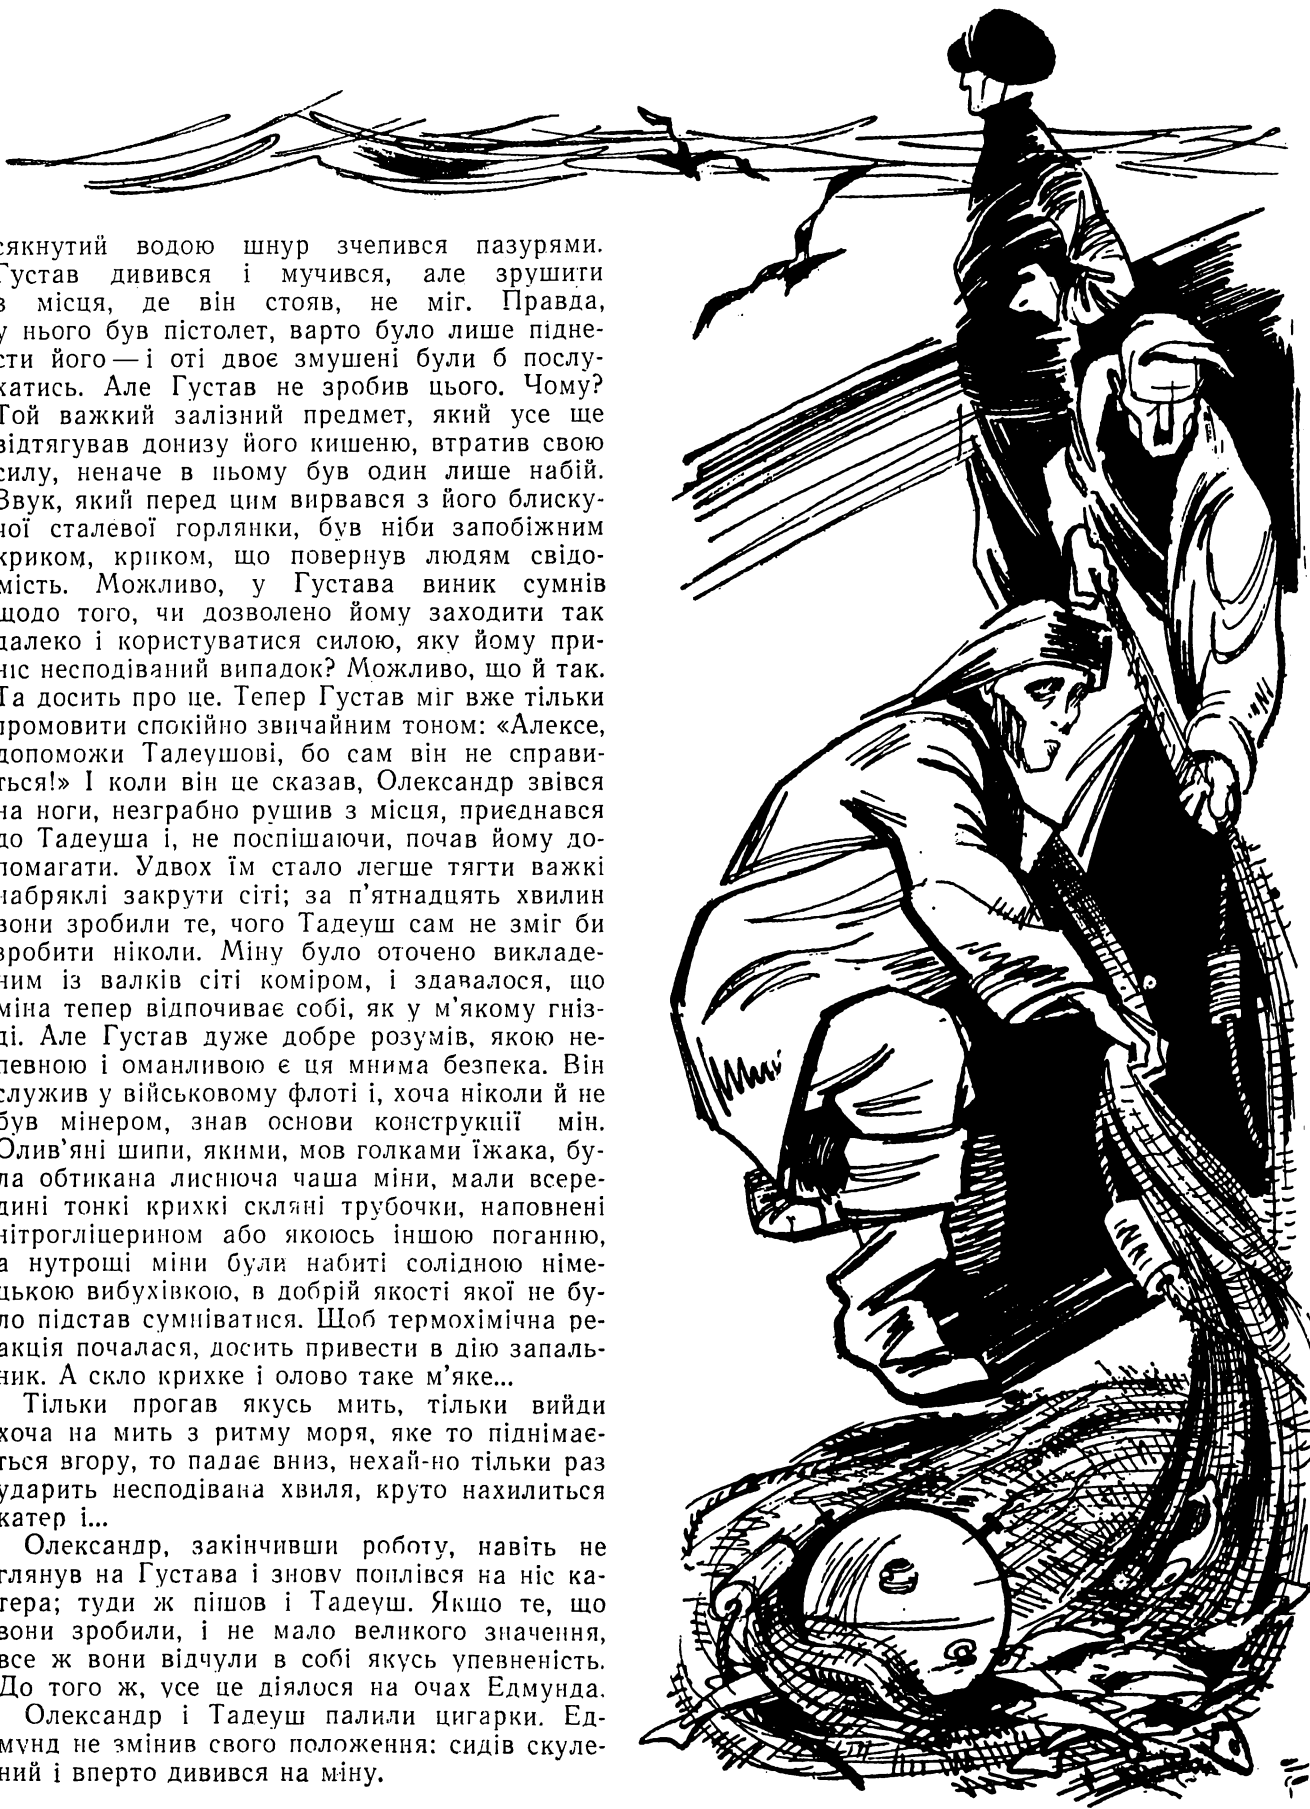 сякнутий водою шнур зчепився пазурями.
Густав дивився і мучився, але зрушити
з місця, де він стояв, не міг. Правда,
у нього був пістолет, варто було лише підне-
сти його — і оті двоє змушені були б послу-
хатись. Але Густав не зробив цього. Чому?
Той важкий залізний предмет, який усе ще
відтягував донизу його кишеню, втратив свою
силу, неначе в ньому був один лише набій.
Звук, який перед цим вирвався з його блиску-
чої сталевої горлянки, був ніби запобіжним
криком, криком, що повернув людям свідо-
мість. Можливо, у Густава виник сумнів
щодо того, чи дозволено йому заходити так
далеко і користуватися силою, яку йому при-
ніс несподіваний випадок? Можливо, що й так.
Та досить про це. Тепер Густав міг вже тільки
промовити спокійно звичайним тоном: «Алексе,
допоможи Тадеушові, бо сам він не справи-
ться!» І коли він це сказав, Олександр звівся
на ноги, незграбно рушив з місця, приєднався
до Тадеуша і, не поспішаючи, почав йому до-
помагати. Удвох їм стало легше тягти важкі
набряклі закрути сіті; за п'ятнадцять хвилин
вони зробили те, чого Тадеуш сам не зміг би
зробити ніколи. Міну було оточено викладе-
ним із валків сіті коміром, і здавалося, що
міна тепер відпочиває собі, як у м'якому гніз-
ді. Але Густав дуже добре розумів, якою не-
певною і оманливою є ця мнима безпека. Він
служив у військовому флоті і, хоча ніколи й не
був мінером, знав основи конструкції мін.
Олив'яні шипи, якими, мов голками їжака, бу-
ла обтикана лиснюча чаша міни, мали всере-
дині тонкі крихкі скляні трубочки, наповнені
нітрогліцерином або якоюсь іншою поганню,
а нутрощі міни були набиті солідною німе-
цькою вибухівкою, в добрій якості якої не бу-
ло підстав сумніватися. Щоб термохімічна ре-
акція почалася, досить привести в дію запаль-
ник. А скло крихке і олово таке м'яке...
Тільки прогав якусь мить, тільки вийди
хоча на мить з ритму моря, яке то піднімає-
ться вгору, то падає вниз, нехай-но тільки раз
ударить несподівана хвиля, круто нахилиться
катер і...
Олександр, закінчивши роботу, навіть не
глянув на Густава і знову поплівся на ніс ка-
тера; туди ж пішов і Тадеуш. Якщо те, що
вони зробили, і не мало великого значення,
все ж вони відчули в собі якусь упевненість.
До того ж, усе це діялося на очах Едмунда.
Олександр і Тадеуш палили цигарки. Ед-
мунд не змінив свого положення: сидів скуле-
ний і вперто дивився на міну.